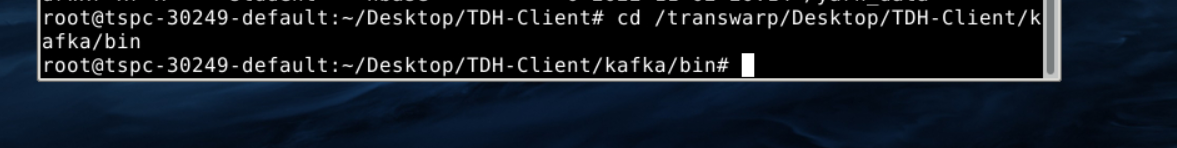 root@tspc-30249-default:~/Desktop/TDH-Client# cd /transwarp/Desktop/TDH-Client/k
afka/bin
root@tspc-30249-default:~/Desktop/TDH-Client/kafka/bin#